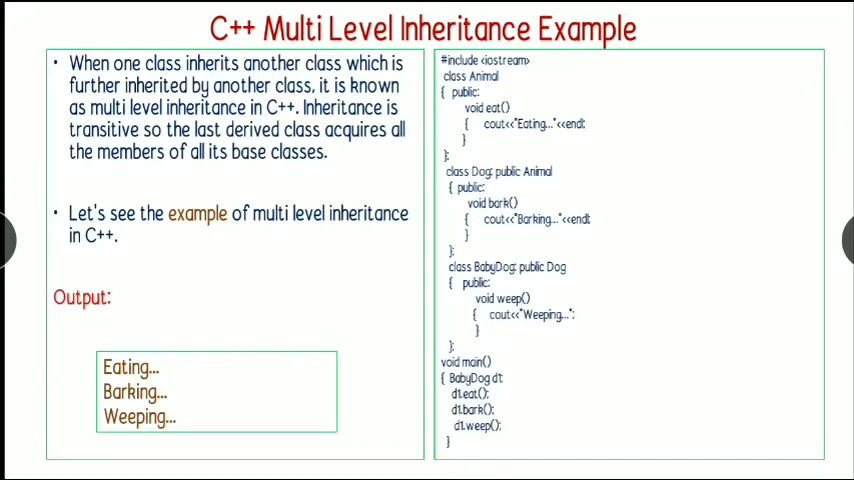 C++ Multi Level Inheritance Example
• When one class inherits another class which is
further inherited by another class, it is known
as multi level inheritance in C++. Inheritance is
transitive so the last derived class acquires all
the members of all its base classes.
• Let's see the example of multi level inheritance
in C++.
Output:
Eating...
Barking...
Weeping...
#include <iostream>
class Animal
{ public:
void eat()
{ cout<<"Eating..."<<endl;
}
};
class Dog: public Animal
{ public:
void bark()
{ cout<<"Barking..."<<endl;
}
};
class BabyDog: public Dog
{ public:
void weep()
{ cout<<"Weeping...";
}
};
void main()
{ BabyDog d1;
d1.eat();
d1.bark();
d1.weep();
}